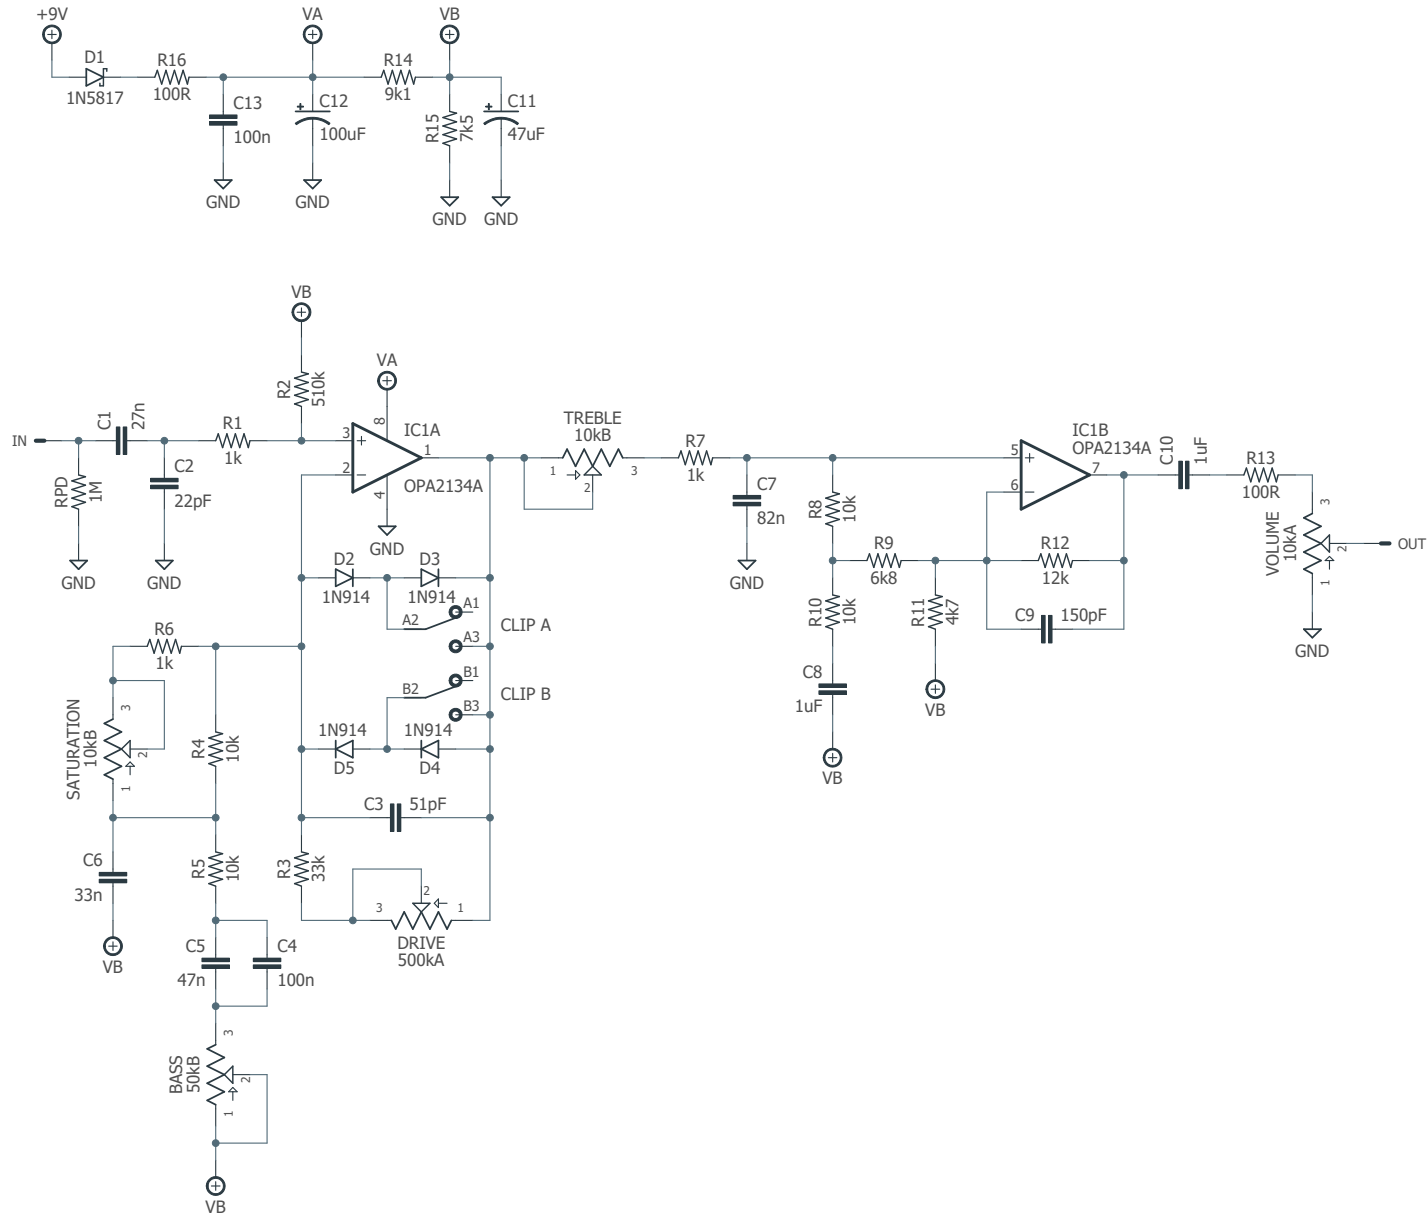 +9V
VA
VB
D1
1N5817
R16
100R
C13
100n
C12
100uF
R14
9k1
R15
7k5
C11
47uF
GND
GND
GND
GND
VB
R2
510k
VA
IN
C1
27n
R1
1k
RPD
1M
C2
22pF
GND
GND
3
2
8
4
1
IC1A
OPA2134A
GND
TREBLE
10kB
1
2
3
R7
1k
C7
82n
GND
R8
10k
R9
6k8
R10
10k
C8
1uF
VB
R11
4k7
VB
5
6
7
IC1B
OPA2134A
R12
12k
C9
150pF
C10
1uF
R13
100R
VOLUME
10kA
3
2
1
OUT
GND
D2
1N914
D3
1N914
A1
A2
A3
CLIP A
B1
B2
B3
CLIP B
1N914
D5
1N914
D4
C3
51pF
R3
33k
3
2
1
DRIVE
500kA
R6
1k
SATURATION
10kB
3
2
1
R4
10k
C6
33n
VB
R5
10k
C5
47n
C4
100n
BASS
50kB
3
2
1
VB